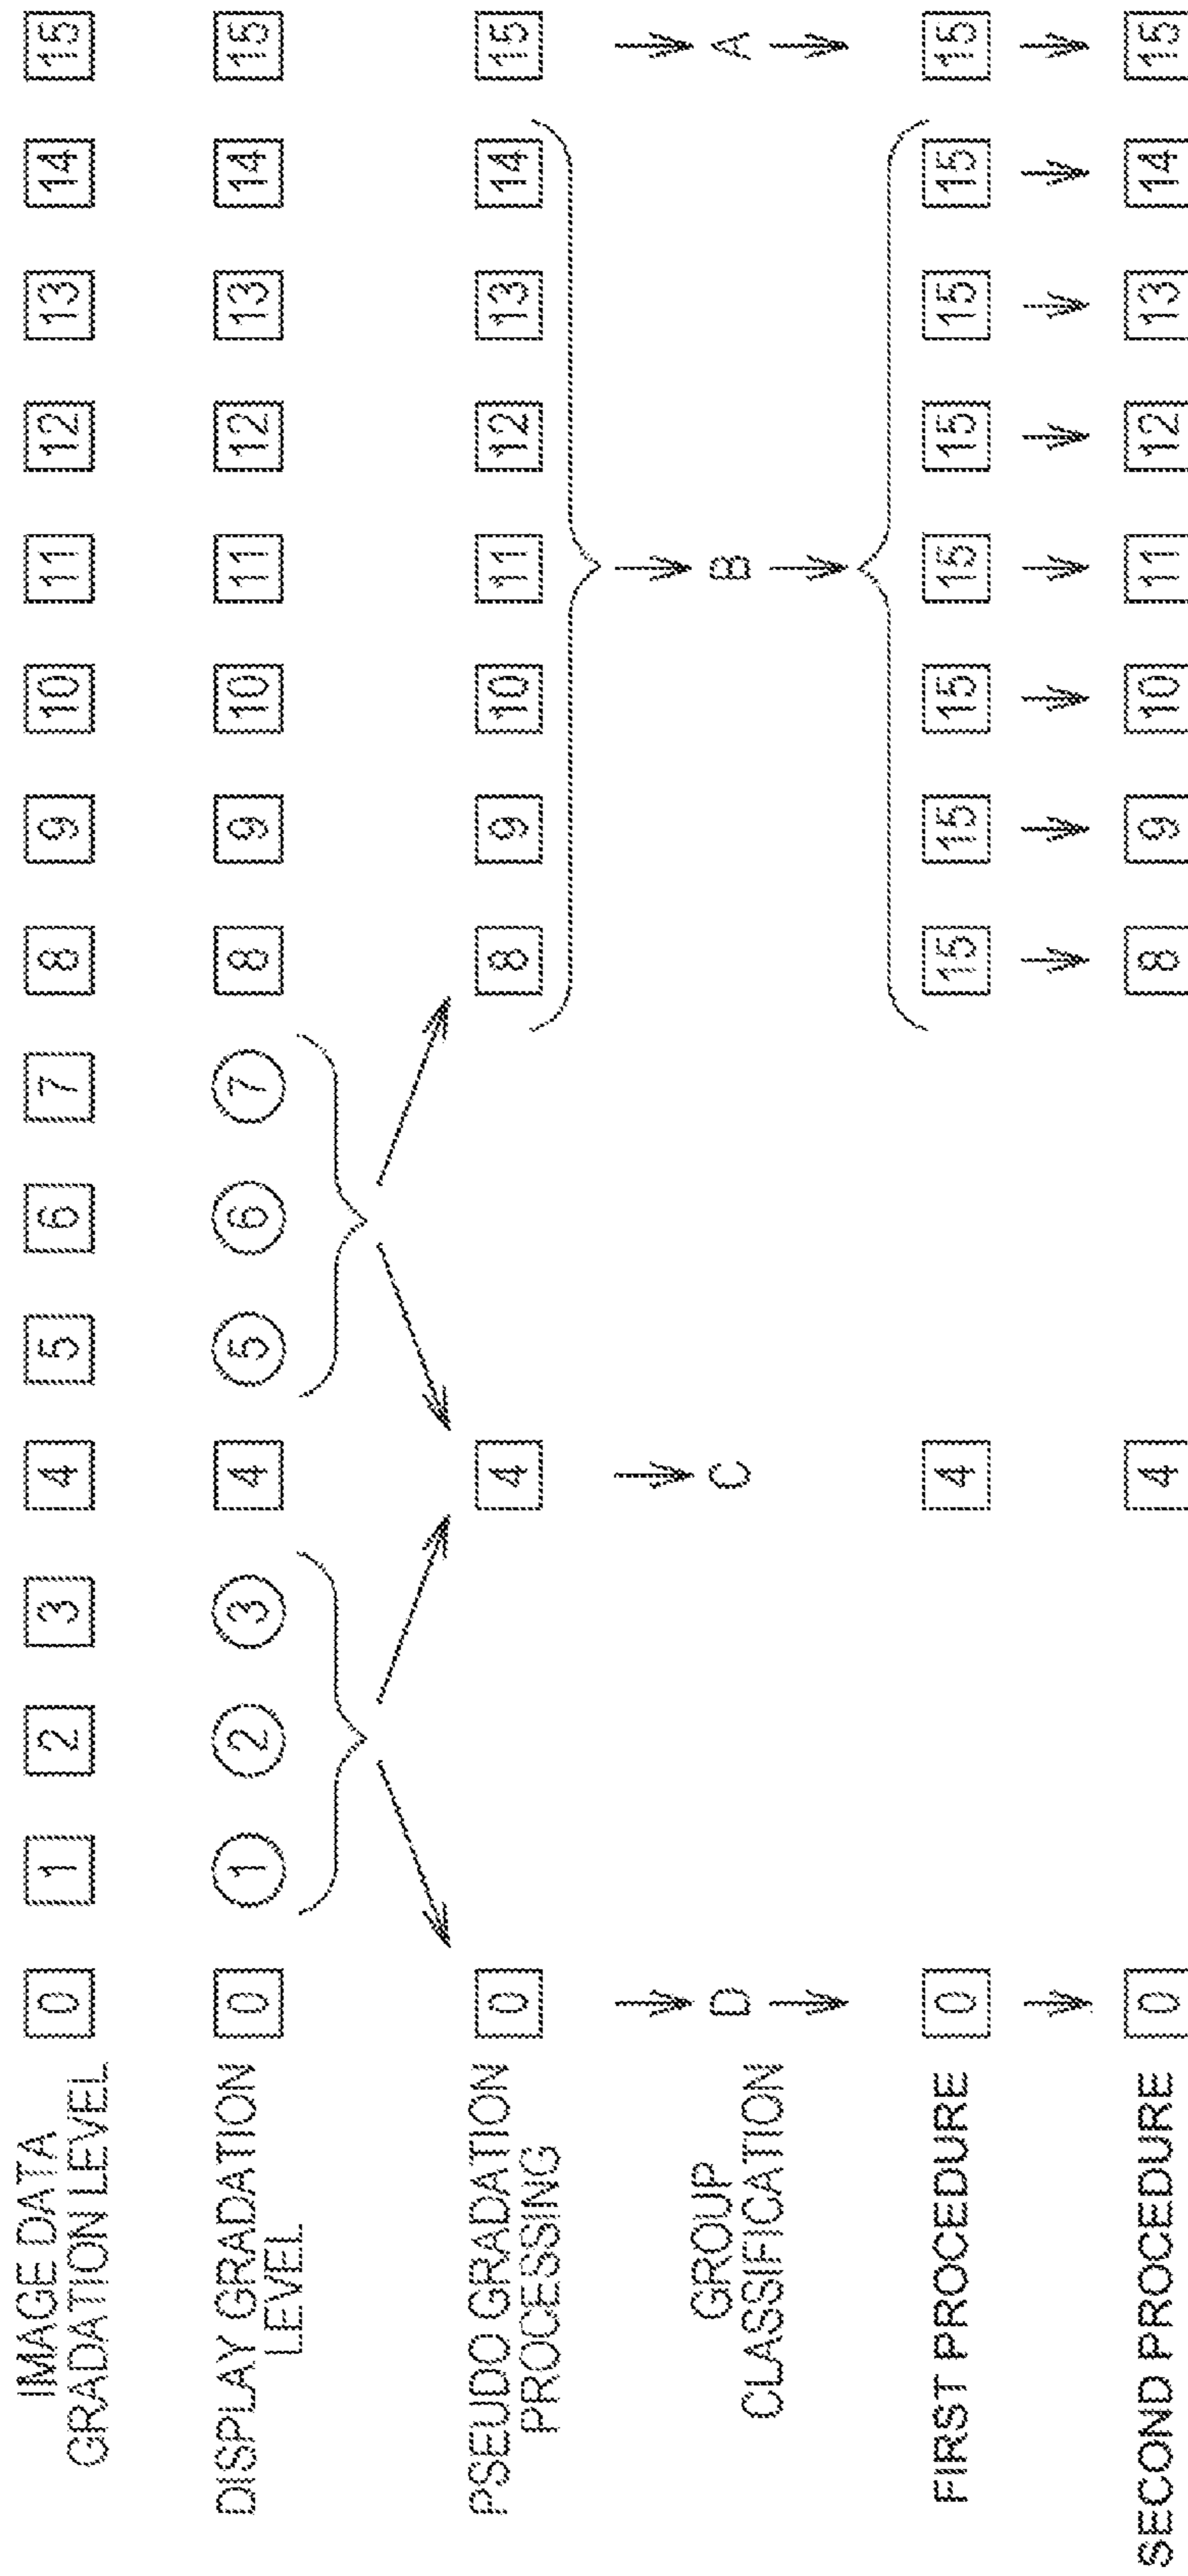 IMAGE DATA
GRADATION LEVEL
0 1 2 3 4 5 6 7 8 9 10 11 12 13 14 15
DISPLAY GRADATION
LEVEL
0 1 2 3 4 5 6 7 8 9 10 11 12 13 14 15
PSEUDO GRADATION
PROCESSING
0 4 8 9 10 11 12 13 14 15
GROUP
CLASSIFICATION
D C B A
FIRST PROCEDURE
0 4 15 15 15 15 15 15 15 15
SECOND PROCEDURE
0 4 8 9 10 11 12 13 14 15